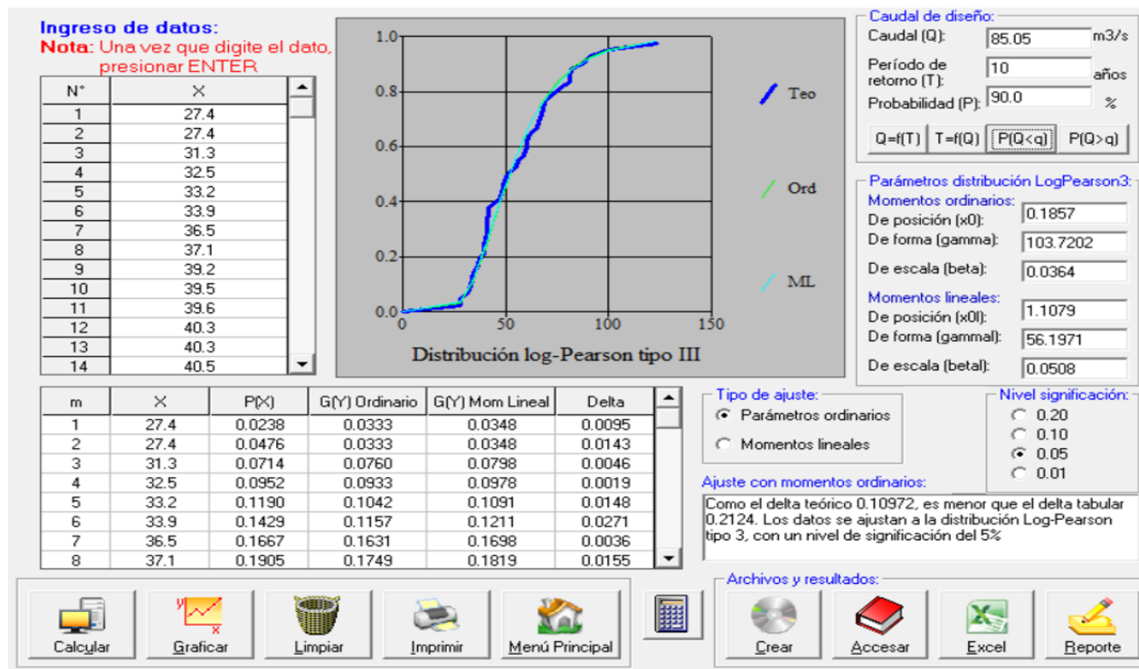 Ingreso de datos:
Nota: Una vez que digite el dato,
presionar ENTER
N° X
1 27.4
2 27.4
3 31.3
4 32.5
5 33.2
6 33.9
7 36.5
8 37.1
9 39.2
10 39.5
11 39.6
12 40.3
13 40.3
14 40.5
1.0
0.8
0.6
0.4
0.2
0.0
0 50 100 150
Distribución log-Pearson tipo III
Teo
Ord
ML
Caudal de diseño:
Caudal (Q): 85.05 m3/s
Período de
retorno (T): 10 años
Probabilidad (P): 90.0 %
Q=f(T) T=f(Q) P(Q<q) P(Q>q)
Parámetros distribución LogPearson3:
Momentos ordinarios:
De posición (x0): 0.1857
De forma (gamma): 103.7202
De escala (beta): 0.0364
Momentos lineales:
De posición (x0l): 1.1079
De forma (gammal): 56.1971
De escala (betal): 0.0508
m X P(X) G(Y) Ordinario G(Y) Mom Lineal Delta
1 27.4 0.0238 0.0333 0.0348 0.0095
2 27.4 0.0476 0.0333 0.0348 0.0143
3 31.3 0.0714 0.0760 0.0798 0.0046
4 32.5 0.0952 0.0933 0.0978 0.0019
5 33.2 0.1190 0.1042 0.1091 0.0148
6 33.9 0.1429 0.1157 0.1211 0.0271
7 36.5 0.1667 0.1631 0.1698 0.0036
8 37.1 0.1905 0.1749 0.1819 0.0155
Tipo de ajuste:
Parámetros ordinarios
Momentos lineales
Nivel significación:
0.20
0.10
0.05
0.01
Ajuste con momentos ordinarios:
Como el delta teórico 0.10972, es menor que el delta tabular
0.2124. Los datos se ajustan a la distribución Log-Pearson
tipo 3, con un nivel de significación del 5%
Calcular Graficar Limpiar Imprimir Menú Principal
Archivos y resultados:
Crear Accesar Excel Reporte